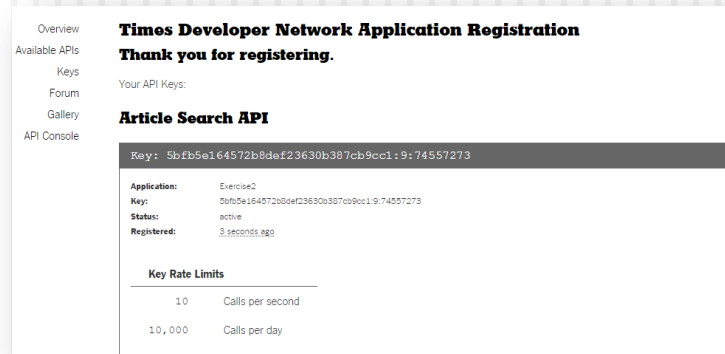 Overview
Available APIs
Keys
Forum
Gallery
API Console
Times Developer Network Application Registration
Thank you for registering.
Your API Keys:
Article Search API
Key: 5bfb5e164572b8def23630b387cb9cc1:9:74557273
Application: Exercise2
Key: 5bfb5e164572b8def23630b387cb9cc1:9:74557273
Status: active
Registered: 3 seconds ago
Key Rate Limits
10 Calls per second
10,000 Calls per day